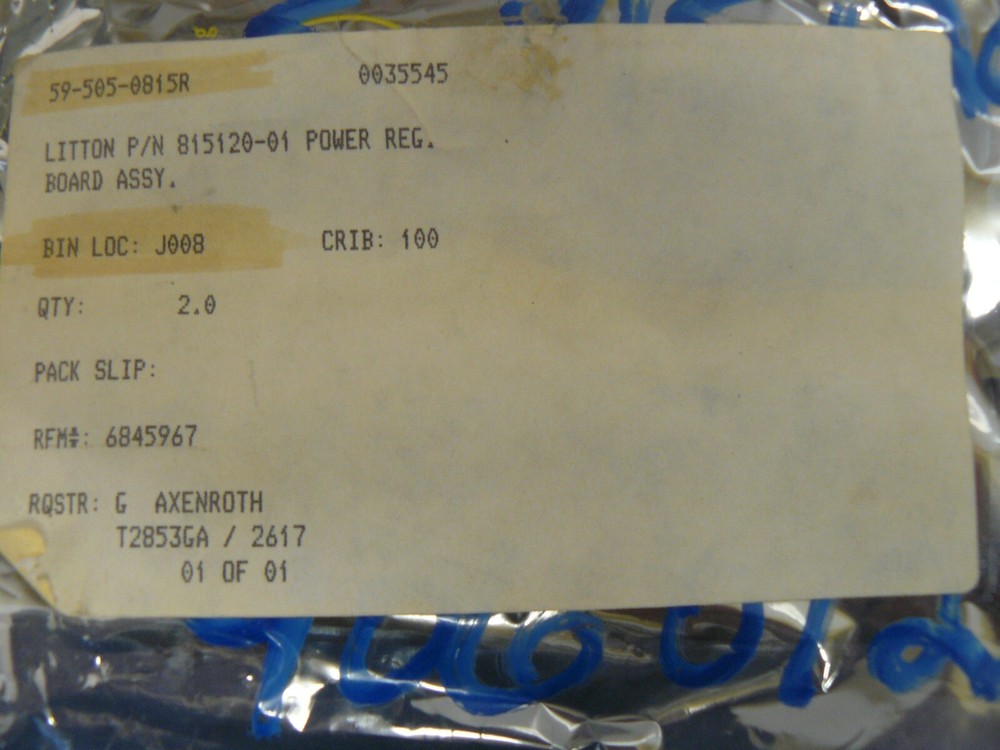 59-505-0815R 0035545
LITTON P/N 815120-01 POWER REG.
BOARD ASSY.
BIN LOC: J008 CRIB: 100
QTY: 2.0
PACK SLIP:
RFM#: 6845967
RQSTR: G AXENROTH
T2853GA / 2617
01 OF 01